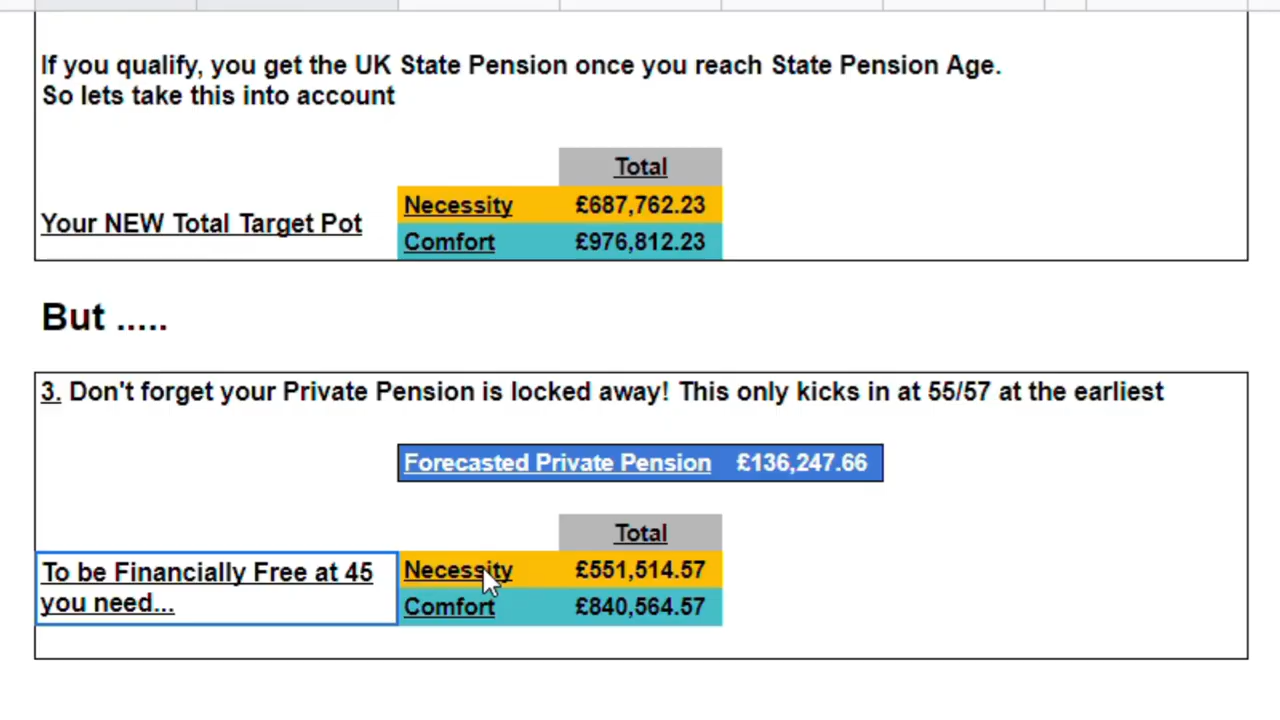 If you qualify, you get the UK State Pension once you reach State Pension Age.
So lets take this into account
Total
Necessity £687,762.23
Your NEW Total Target Pot
Comfort £976,812.23
But .....
3. Don't forget your Private Pension is locked away! This only kicks in at 55/57 at the earliest
Forecasted Private Pension £136,247.66
Total
To be Financially Free at 45 Necessity £551,514.57
you need... Comfort £840,564.57